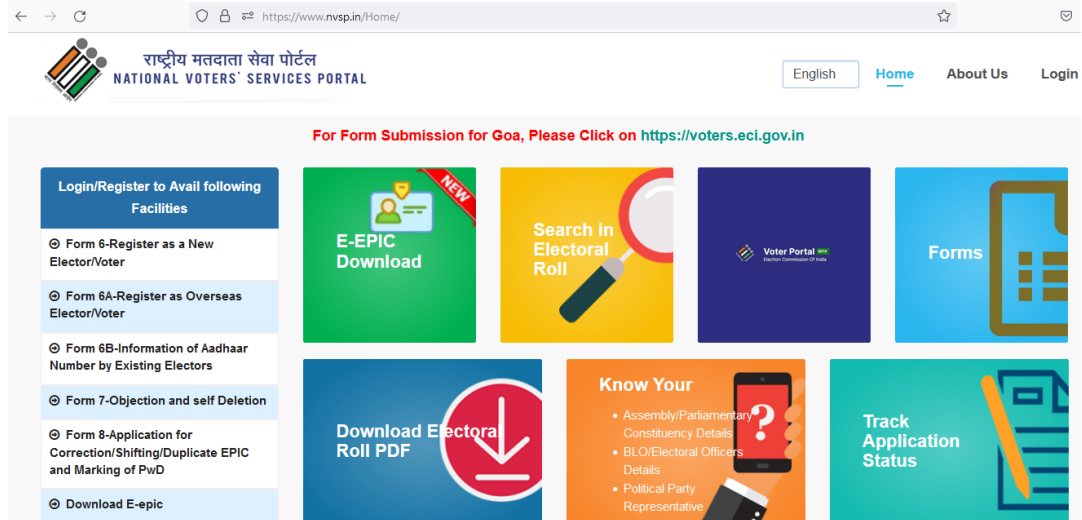 https://www.nvsp.in/Home/
राष्ट्रीय मतदाता सेवा पोर्टल
NATIONAL VOTERS' SERVICES PORTAL
English
Home
About Us
Login
For Form Submission for Goa, Please Click on https://voters.eci.gov.in
Login/Register to Avail following
Facilities
Form 6-Register as a New
Elector/Voter
Form 6A-Register as Overseas
Elector/Voter
Form 6B-Information of Aadhaar
Number by Existing Electors
Form 7-Objection and self Deletion
Form 8-Application for
Correction/Shifting/Duplicate EPIC
and Marking of PwD
Download E-epic
NEW
E-EPIC
Download
Search in
Electoral
Roll
Voter Portal
Election Commission Of India
Forms
Download Electoral
Roll PDF
Know Your
Assembly/Parliamentary
Constituency Details
BLO/Electoral Officers
Details
Political Party
Representative
?
Track
Application
Status